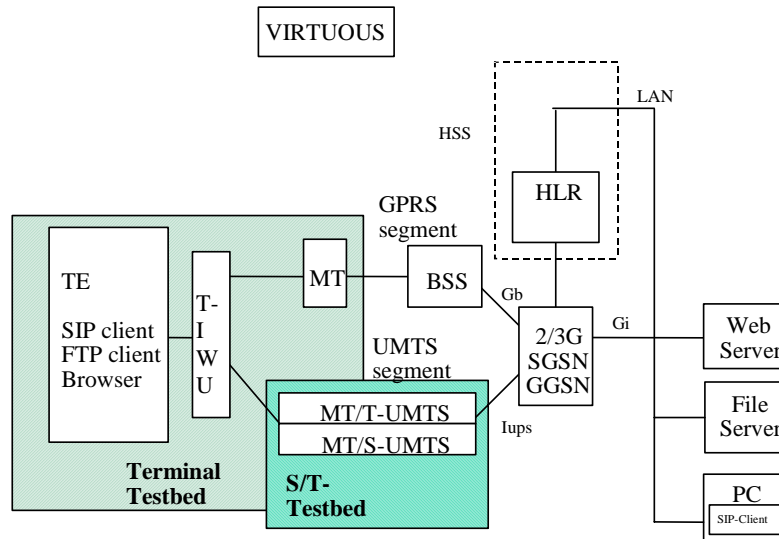 VIRTUOUS
LAN
HSS
HLR
GPRS
segment
TE
SIP client
FTP client
Browser
T-
I
W
U
MT
BSS
Gb
2/3G
SGSN
GGSN
Gi
Web
Server
UMTS
segment
File
Server
MT/T-UMTS
MT/S-UMTS
Iups
Terminal
Testbed
S/T-
Testbed
PC
SIP-Client